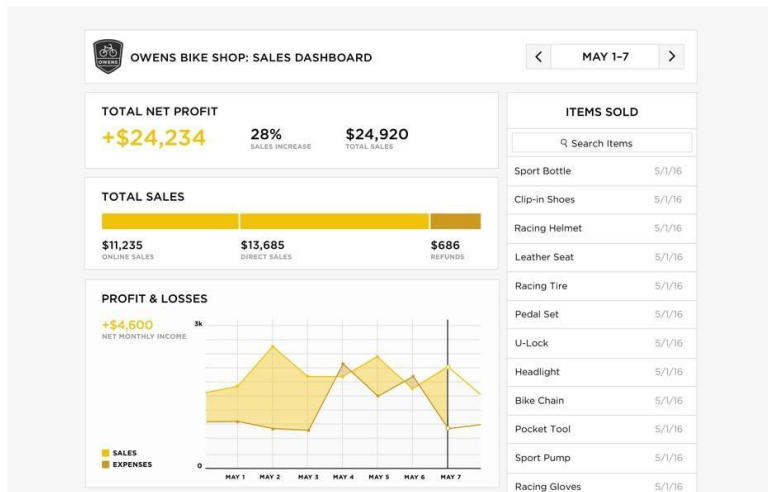 OWENS
OWENS BIKE SHOP: SALES DASHBOARD
MAY 1–7
TOTAL NET PROFIT
+$24,234
28%
SALES INCREASE
$24,920
TOTAL SALES
TOTAL SALES
$11,235
ONLINE SALES
$13,685
DIRECT SALES
$686
REFUNDS
PROFIT & LOSSES
+$4,600
NET MONTHLY INCOME
3k
0
SALES
EXPENSES
MAY 1 MAY 2 MAY 3 MAY 4 MAY 5 MAY 6 MAY 7
ITEMS SOLD
Search Items
Sport Bottle 5/1/16
Clip-in Shoes 5/1/16
Racing Helmet 5/1/16
Leather Seat 5/1/16
Racing Tire 5/1/16
Pedal Set 5/1/16
U-Lock 5/1/16
Headlight 5/1/16
Bike Chain 5/1/16
Pocket Tool 5/1/16
Sport Pump 5/1/16
Racing Gloves 5/1/16